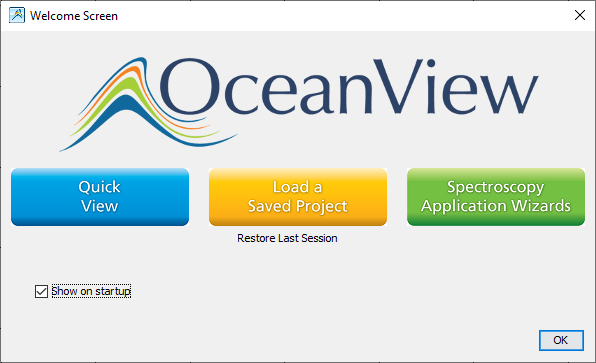 Welcome Screen
OceanView
Quick
View
Load a
Saved Project
Spectroscopy
Application Wizards
Restore Last Session
Show on startup
OK